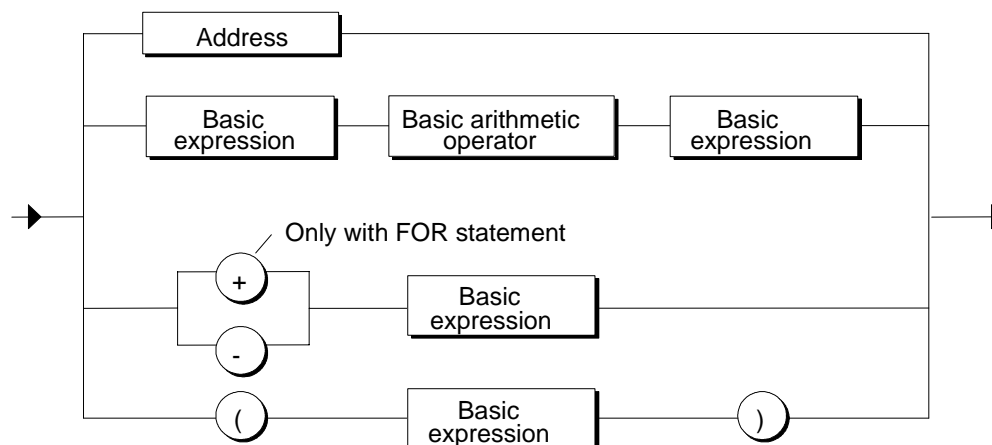 Address
Basic
expression
Basic arithmetic
operator
Basic
expression
Only with FOR statement
+
Basic
expression
-
(
Basic
expression
)